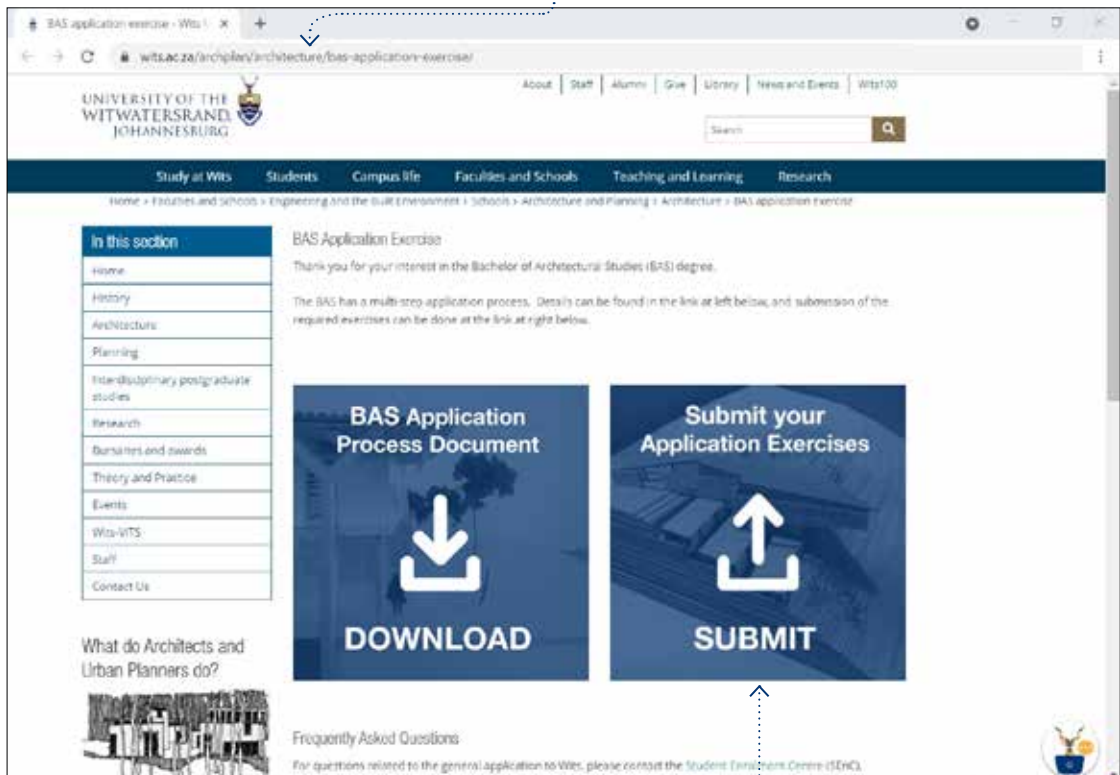 BAS application exercise - Wits U
wits.ac.za/archplan/architecture/bas-application-exercise/
About | Staff | Alumni | Give | Library | News and Events | Wits100
UNIVERSITY OF THE
WITWATERSRAND,
JOHANNESBURG
Search
Study at Wits Students Campus life Faculties and Schools Teaching and Learning Research
Home > Faculties and Schools > Engineering and the Built Environment > Schools > Architecture and Planning > Architecture > BAS application exercise
In this section
Home
History
Architecture
Planning
Interdisciplinary postgraduate
studies
Research
Bursaries and awards
Theory and Practice
Events
Wits-VITS
Staff
Contact Us
What do Architects and
Urban Planners do?
BAS Application Exercise
Thank you for your interest in the Bachelor of Architectural Studies (BAS) degree.
The BAS has a multi-step application process. Details can be found in the link at left below, and submission of the
required exercises can be done at the link at right below.
BAS Application
Process Document
DOWNLOAD
Submit your
Application Exercises
SUBMIT
Frequently Asked Questions
For questions related to the general application to Wits, please contact the Student Enrolment Centre (SEnC),